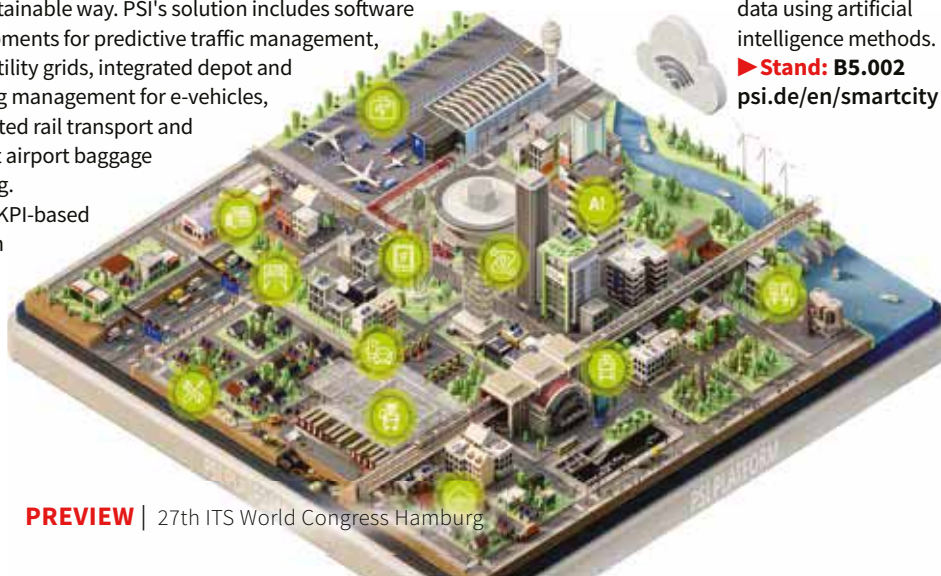 tainable way. PSI's solution includes software
ments for predictive traffic management,
tility grids, integrated depot and
g management for e-vehicles,
ted rail transport and
t airport baggage
g.
KPI-based
data using artificial
intelligence methods.
▶Stand: B5.002
psi.de/en/smartcity
AI
PSI PLATFORM
PREVIEW | 27th ITS World Congress Hamburg